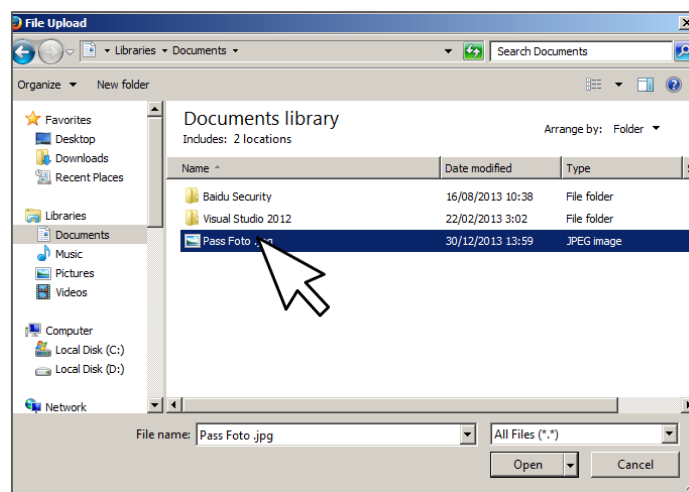 File Upload
Libraries Documents Search Documents
Organize New folder
Favorites
Desktop
Downloads
Recent Places
Libraries
Documents
Music
Pictures
Videos
Computer
Local Disk (C:)
Local Disk (D:)
Network
Documents library
Includes: 2 locations
Arrange by: Folder
Name Date modified Type
Baidu Security 16/08/2013 10:38 File folder
Visual Studio 2012 22/02/2013 3:02 File folder
Pass Foto .jpg 30/12/2013 13:59 JPEG image
File name: Pass Foto .jpg All Files (*.*)
Open Cancel